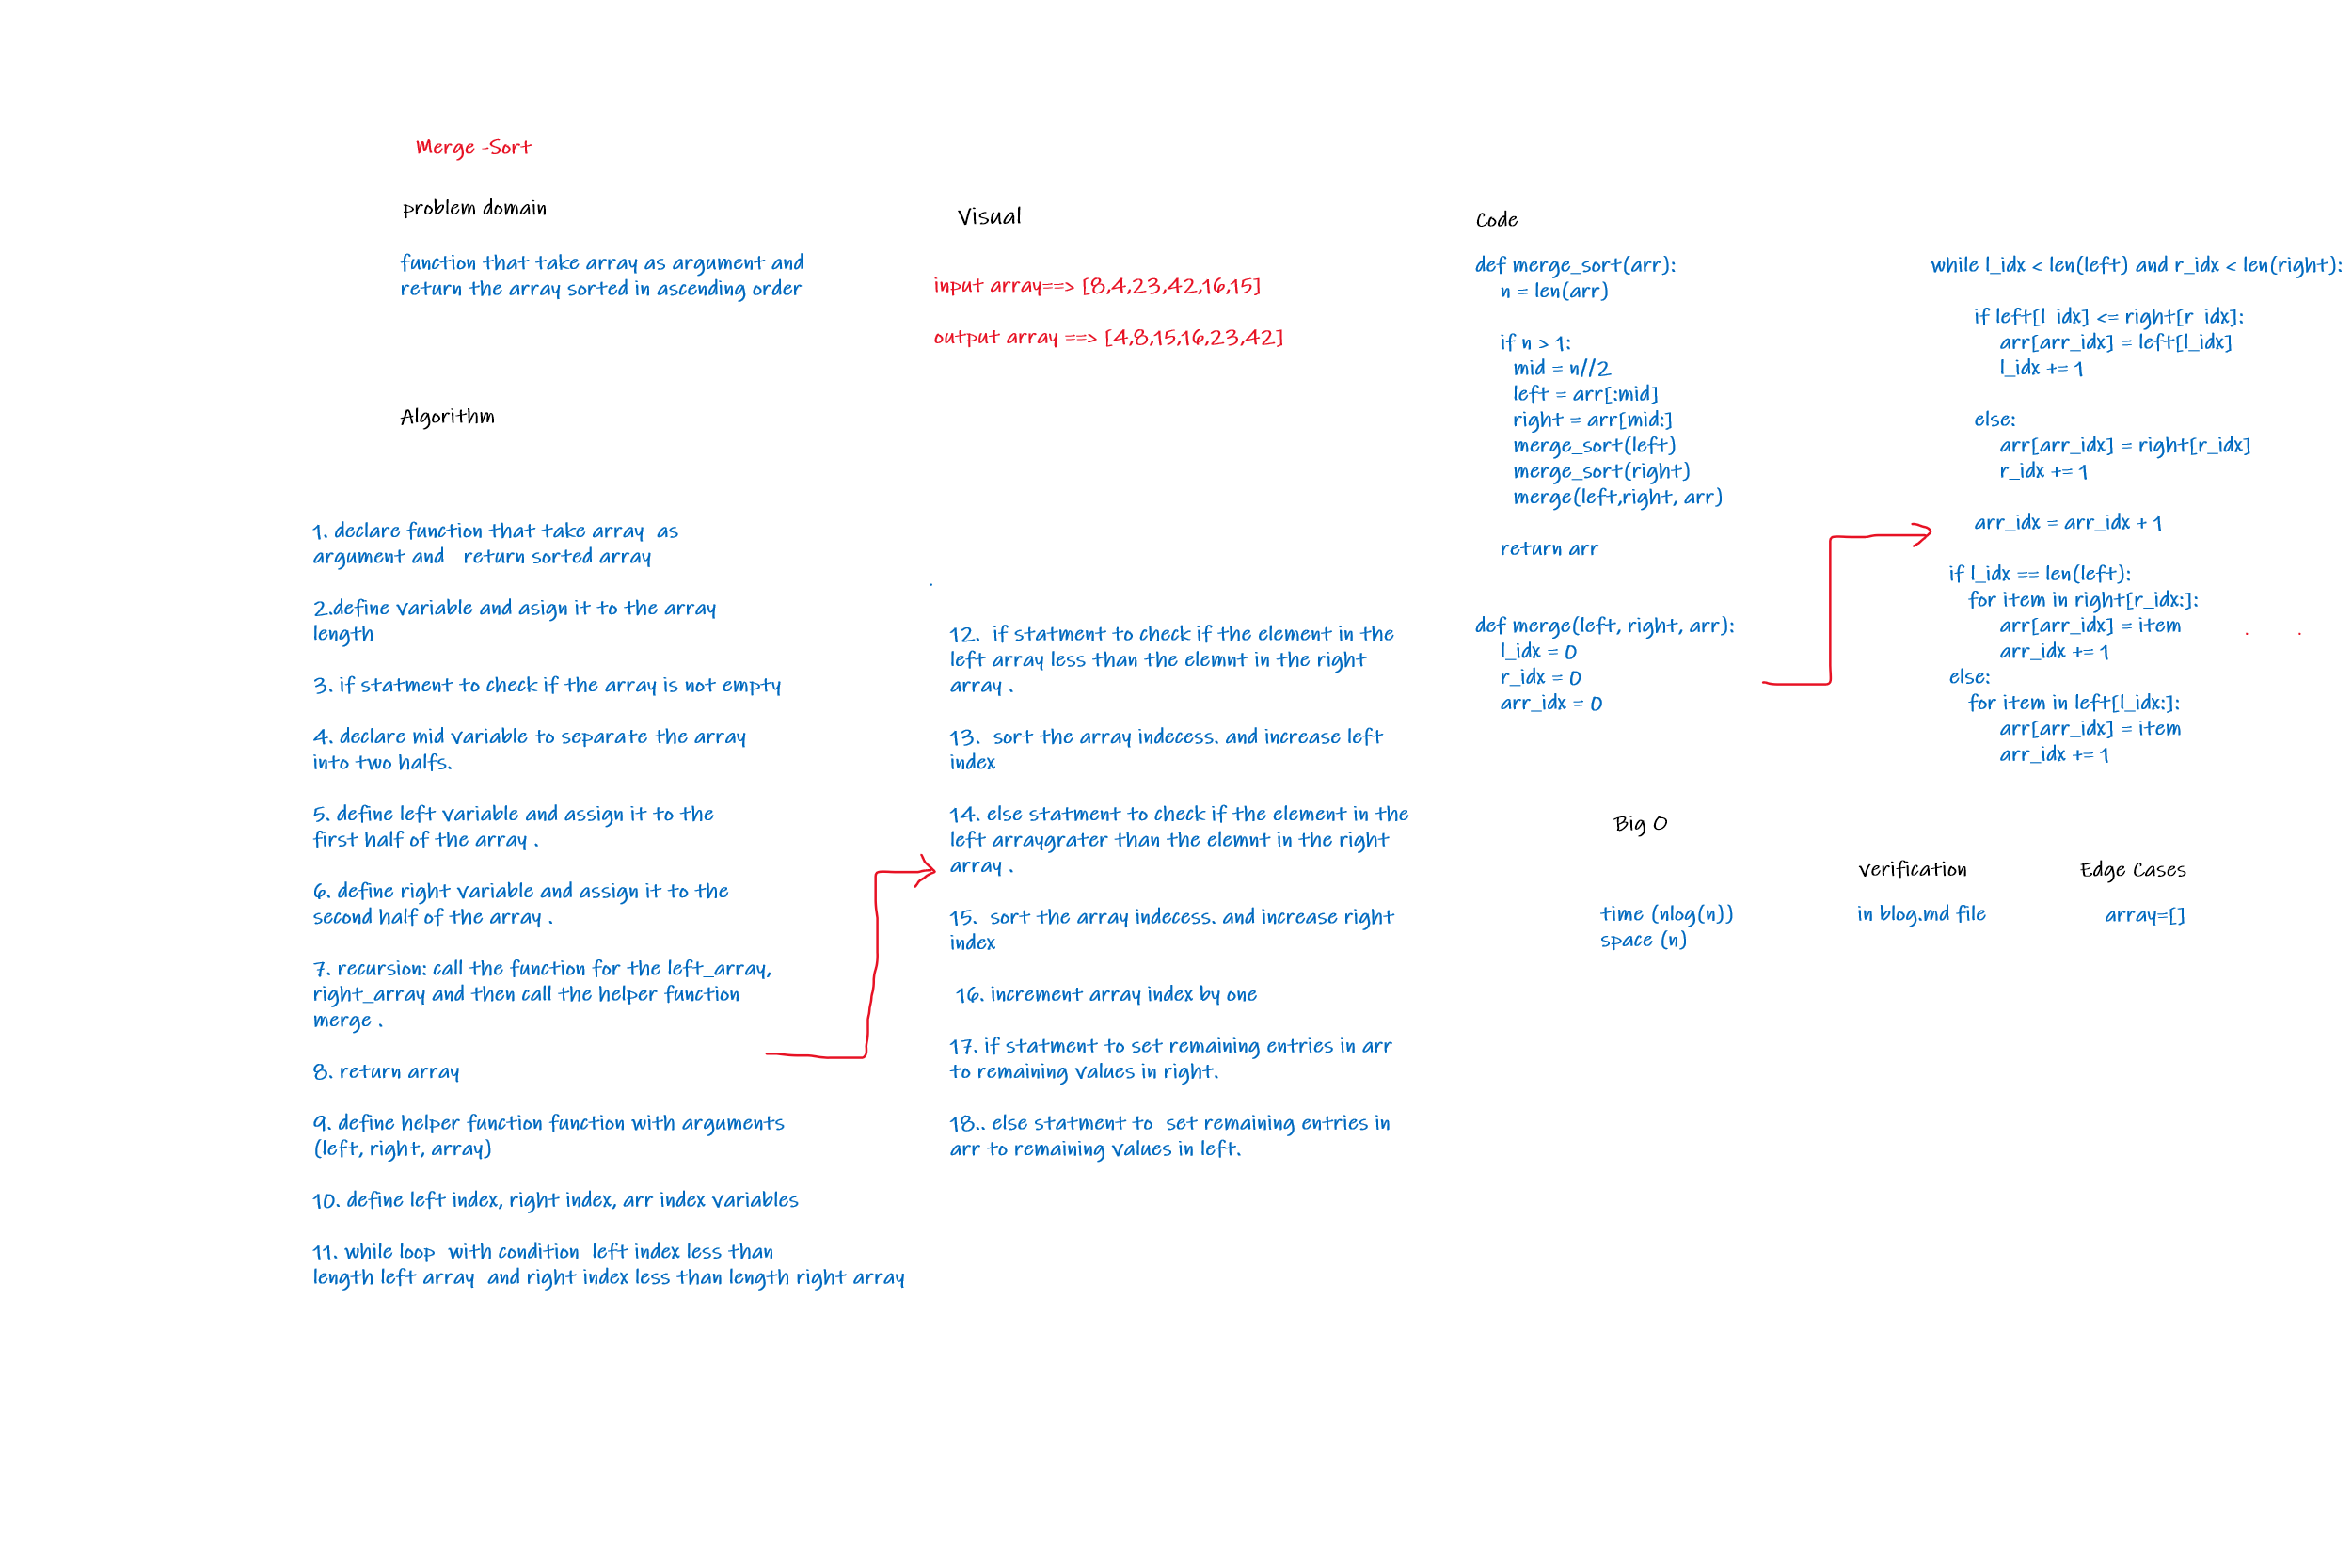 Merge -Sort
problem domain
function that take array as argument and
return the array sorted in ascending order
Algorithm
1. declare function that take array  as
argument and   return sorted array
2.define variable and asign it to the array
length
3. if statment to check if the array is not empty
4. declare mid variable to separate the array
into two halfs.
5. define left variable and assign it to the
first half of the array .
6. define right variable and assign it to the
second half of the array .
7. recursion: call the function for the left_array,
right_array and then call the helper function
merge .
8. return array
9. define helper function function with arguments
(left, right, array)
10. define left index, right index, arr index variables
11. while loop  with condition  left index less than
length left array  and right index less than length right array
Visual
input array==> [8,4,23,42,16,15]
output array ==> [4,8,15,16,23,42]
12.  if statment to check if the element in the
left array less than the elemnt in the right
array .
13.  sort the array indecess. and increase left
index
14. else statment to check if the element in the
left arraygrater than the elemnt in the right
array .
15.  sort the array indecess. and increase right
index
16. increment array index by one
17. if statment to set remaining entries in arr
to remaining values in right.
18.. else statment to  set remaining entries in
arr to remaining values in left.
Code
def merge_sort(arr):
    n = len(arr)
    if n > 1:
      mid = n//2
      left = arr[:mid]
      right = arr[mid:]
      merge_sort(left)
      merge_sort(right)
      merge(left,right, arr)
    return arr
def merge(left, right, arr):
    l_idx = 0
    r_idx = 0
    arr_idx = 0
while l_idx < len(left) and r_idx < len(right):
       if left[l_idx] <= right[r_idx]:
           arr[arr_idx] = left[l_idx]
           l_idx += 1
       else:
           arr[arr_idx] = right[r_idx]
           r_idx += 1
       arr_idx = arr_idx + 1
   if l_idx == len(left):
      for item in right[r_idx:]:
           arr[arr_idx] = item
           arr_idx += 1
   else:
      for item in left[l_idx:]:
           arr[arr_idx] = item
           arr_idx += 1
Big O
time (nlog(n))
space (n)
verification
in blog.md file
Edge Cases
array=[]